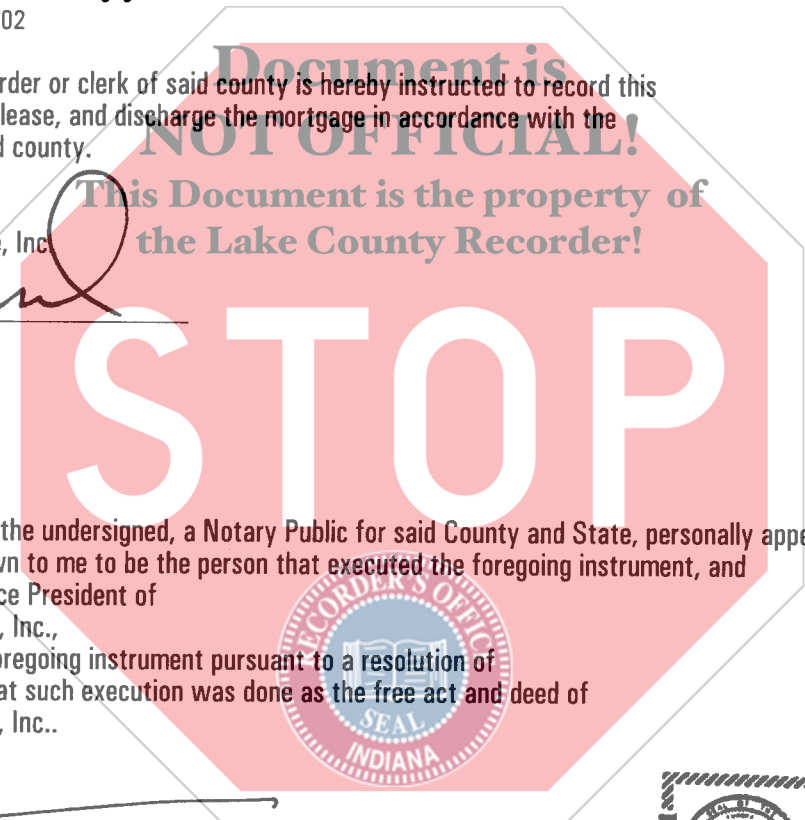 02
Document is
rder or clerk of said county is hereby instructed to record this
lease, and discharge the mortgage in accordance with the
NOT OFFICIAL!
d county.
This Document is the property of
, Inc
the Lake County Recorder!
STOP
the undersigned, a Notary Public for said County and State, personally appe
vn to me to be the person that executed the foregoing instrument, and
ce President of
, Inc.,
oregoing instrument pursuant to a resolution of
at such execution was done as the free act and deed of
, Inc..
RECORDER'S OFFICE
SEAL
INDIANA
SEAL OF THE